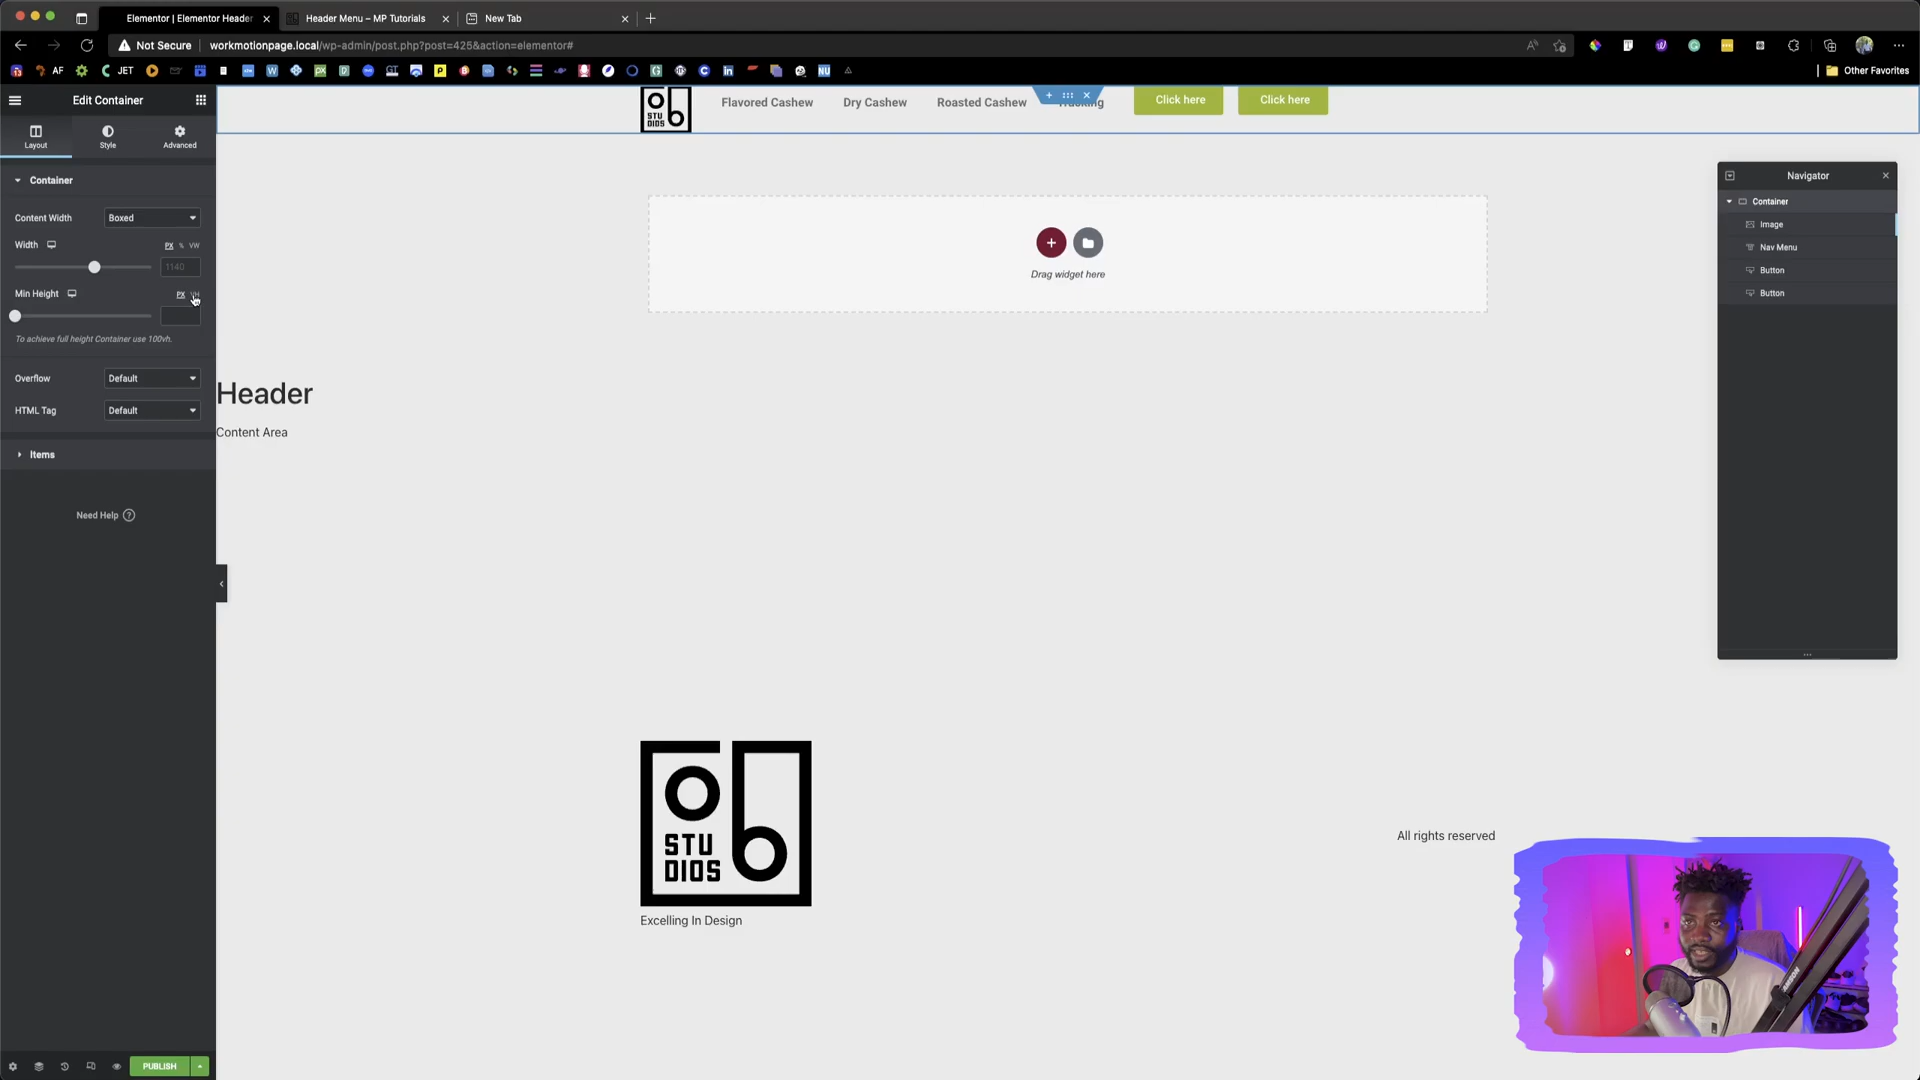 Elementor | Elementor Header
Header Menu – MP Tutorials
New Tab
Not Secure
workmotionpage.local/wp-admin/post.php?post=425&action=elementor#
AF
JET
Other Favorites
Edit Container
Layout
Style
Advanced
Container
Content Width
Boxed
Width
PX % VW
1140
Min Height
PX VH
To achieve full height Container use 100vh.
Overflow
Default
HTML Tag
Default
Items
Need Help
PUBLISH
Flavored Cashew
Dry Cashew
Roasted Cashew
Click here
Click here
Drag widget here
Header
Content Area
STU
DIOS
Excelling In Design
All rights reserved
Navigator
Container
Image
Nav Menu
Button
Button